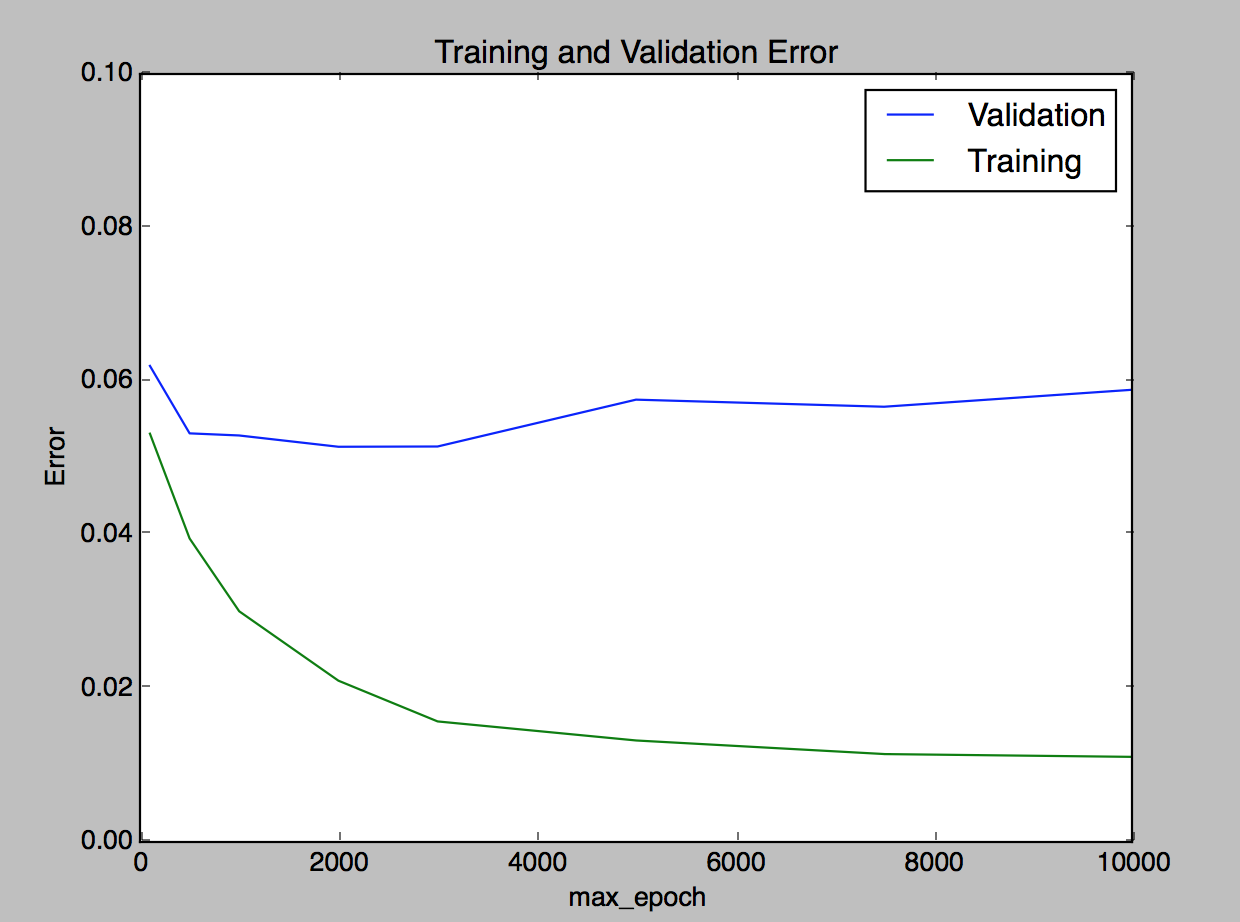 Training and Validation Error
Validation
Training
0.10
0.08
0.06
0.04
0.02
0.00
Error
0 2000 4000 6000 8000 10000
max_epoch